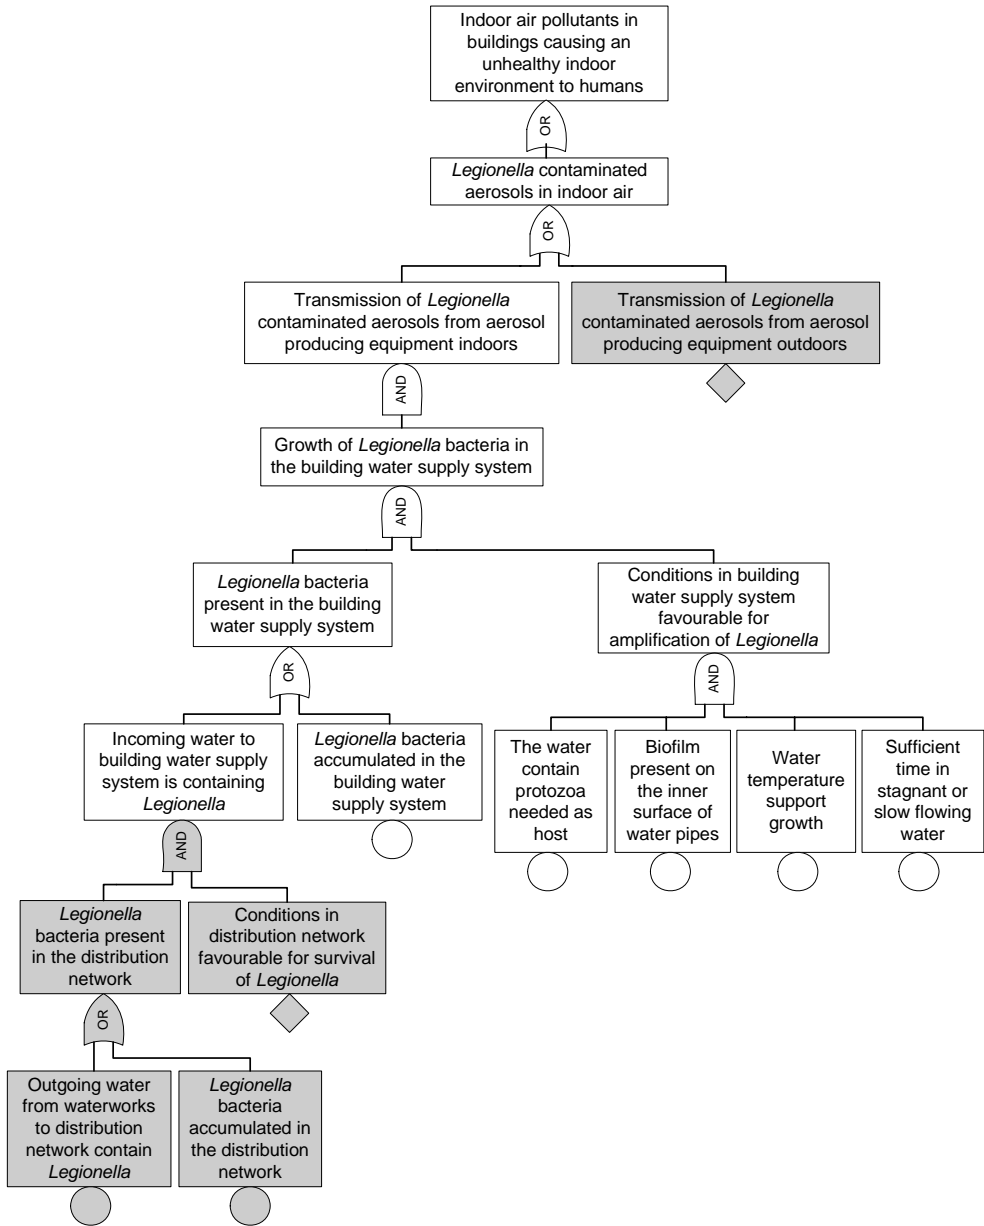 Indoor air pollutants in
buildings causing an
unhealthy indoor
environment to humans
OR
Legionella contaminated
aerosols in indoor air
OR
Transmission of Legionella
contaminated aerosols from aerosol
producing equipment indoors
Transmission of Legionella
contaminated aerosols from aerosol
producing equipment outdoors
AND
Growth of Legionella bacteria in
the building water supply system
AND
Legionella bacteria
present in the building
water supply system
Conditions in building
water supply system
favourable for
amplification of Legionella
OR
AND
Incoming water to
building water supply
system is containing
Legionella
Legionella bacteria
accumulated in the
building water
supply system
The water
contain
protozoa
needed as
host
Biofilm
present on
the inner
surface of
water pipes
Water
temperature
support
growth
Sufficient
time in
stagnant or
slow flowing
water
AND
Legionella
bacteria present
in the distribution
network
Conditions in
distribution network
favourable for survival
of Legionella
OR
Outgoing water
from waterworks
to distribution
network contain
Legionella
Legionella
bacteria
accumulated in
the distribution
network